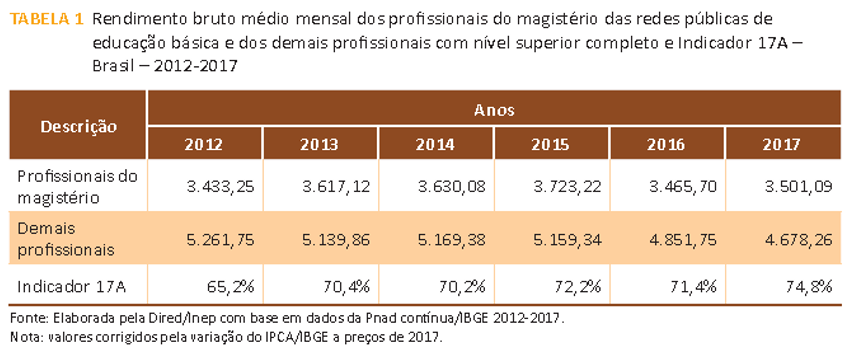 TABELA 1 Rendimento bruto médio mensal dos profissionais do magistério das redes públicas de
educação básica e dos demais profissionais com nível superior completo e Indicador 17A –
Brasil – 2012-2017
Descrição
Anos
2012 2013 2014 2015 2016 2017
Profissionais do
magistério
3.433,25 3.617,12 3.630,08 3.723,22 3.465,70 3.501,09
Demais
profissionais
5.261,75 5.139,86 5.169,38 5.159,34 4.851,75 4.678,26
Indicador 17A 65,2% 70,4% 70,2% 72,2% 71,4% 74,8%
Fonte: Elaborada pela Dired/Inep com base em dados da Pnad contínua/IBGE 2012-2017.
Nota: valores corrigidos pela variação do IPCA/IBGE a preços de 2017.